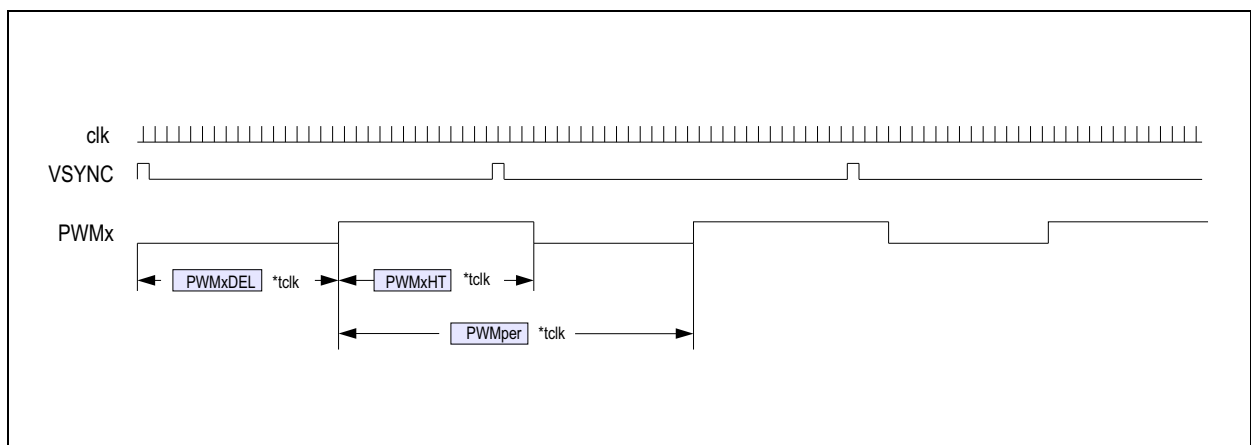 clk
VSYNC
PWMx
PWMxDEL *tclk PWMxHT *tclk
PWMper *tclk